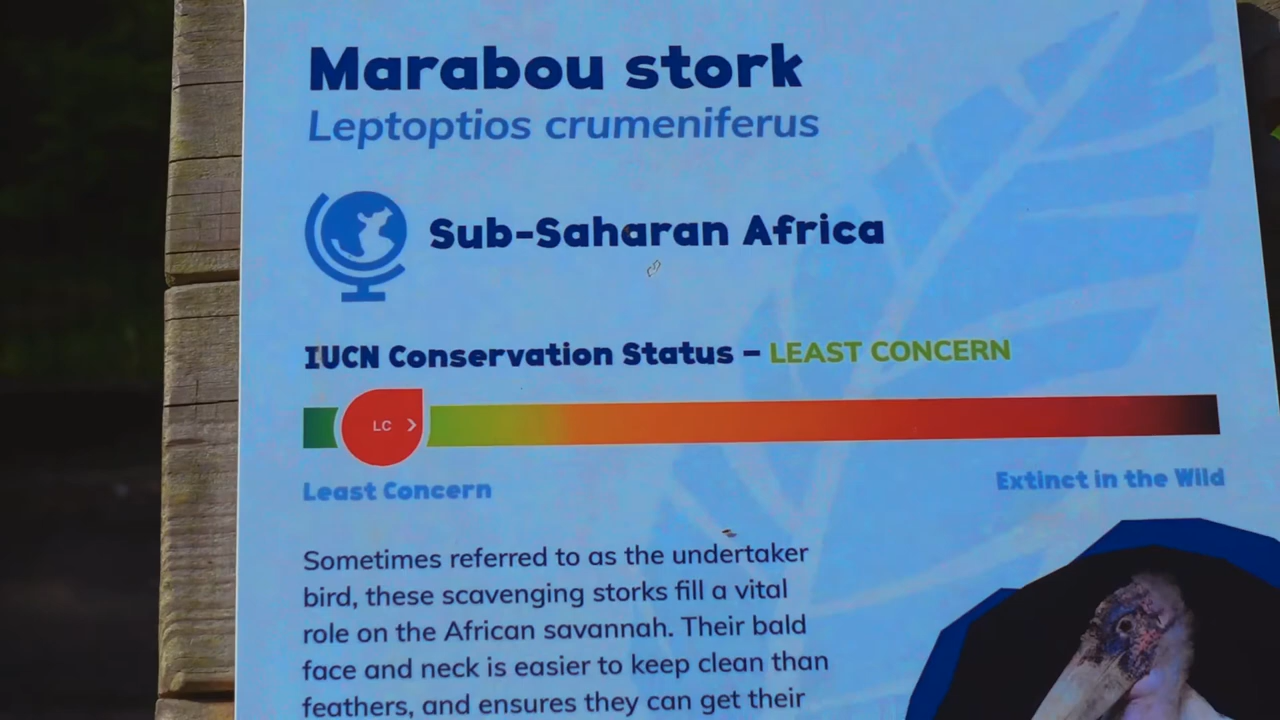 Marabou stork
Leptoptios crumeniferus
Sub-Saharan Africa
IUCN Conservation Status – LEAST CONCERN
LC
Least Concern
Extinct in the Wild
Sometimes referred to as the undertaker
bird, these scavenging storks fill a vital
role on the African savannah. Their bald
face and neck is easier to keep clean than
feathers, and ensures they can get their